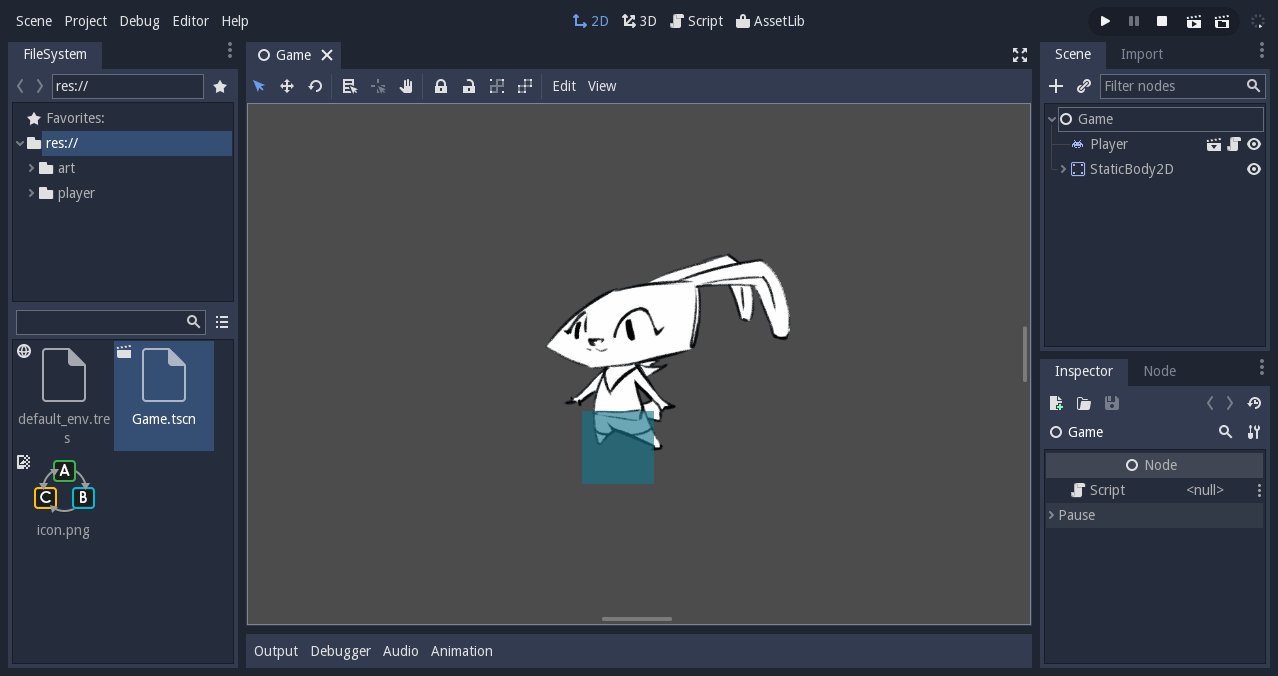 Scene Project Debug Editor Help
2D 3D Script AssetLib
FileSystem
res://
Favorites:
res://
art
player
default_env.tre
s
Game.tscn
A
C B
icon.png
Game
Edit View
Output Debugger Audio Animation
Scene Import
Filter nodes
Game
Player
StaticBody2D
Inspector Node
Game
Node
Script <null>
Pause